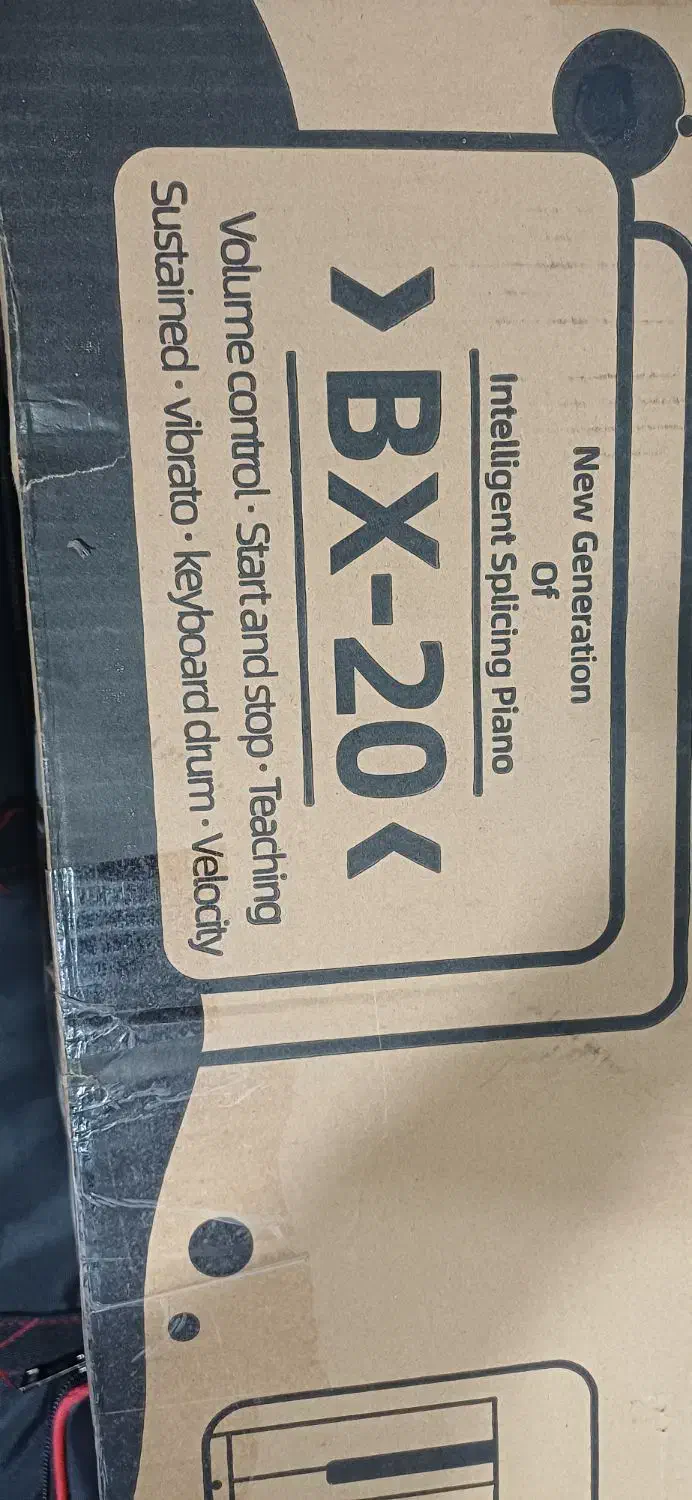 New Generation
Of
Intelligent Splicing Piano
BX-20
Volume control · Start and stop · Teaching
Sustained · vibrato · keyboard drum · Velocity